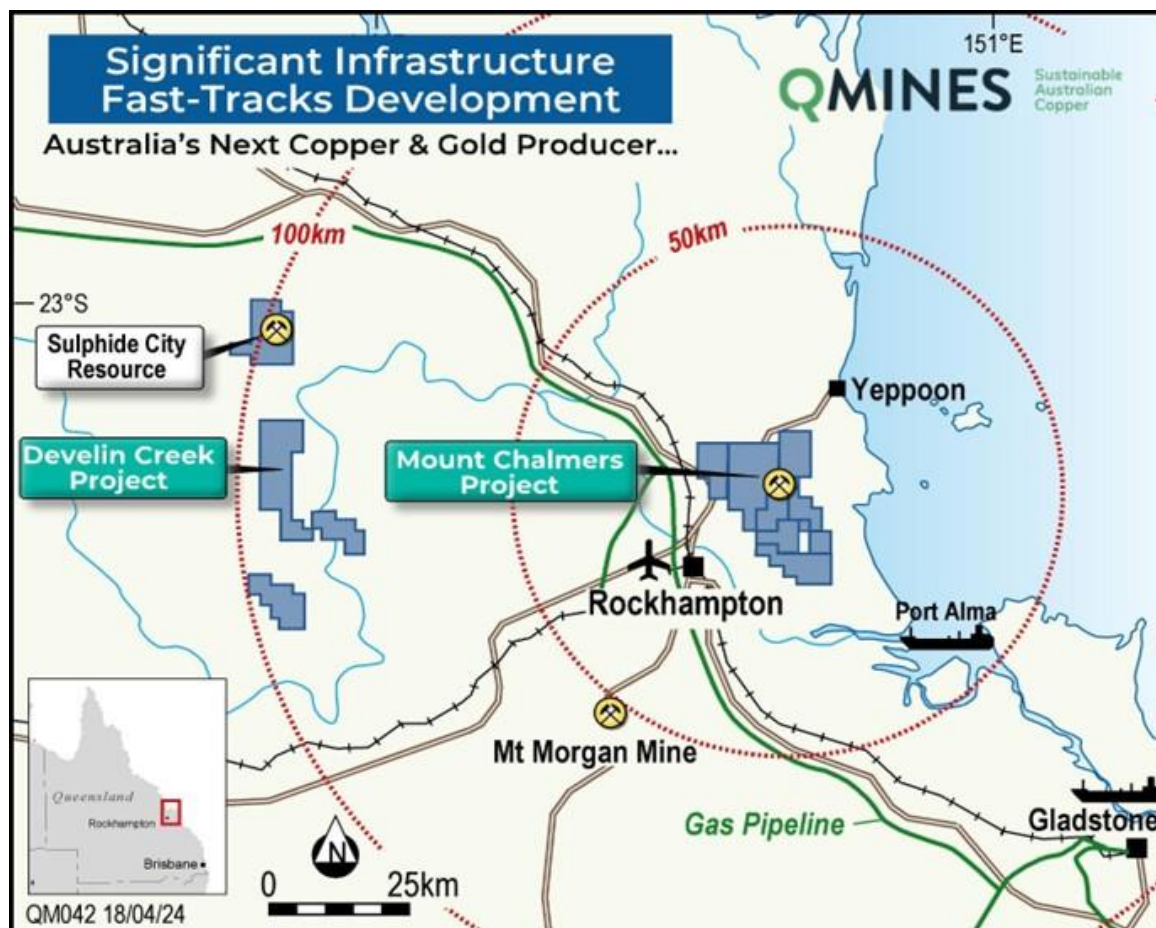 Significant Infrastructure
Fast-Tracks Development
Australia's Next Copper & Gold Producer...
151°E
QMINES
Sustainable
Australian
Copper
100km
50km
23°S
Sulphide City
Resource
Yeppoon
Develin Creek
Project
Mount Chalmers
Project
Rockhampton
Port Alma
Mt Morgan Mine
Gas Pipeline
Gladstone
Queensland
Rockhampton
Brisbane
N
0 25km
QM042 18/04/24